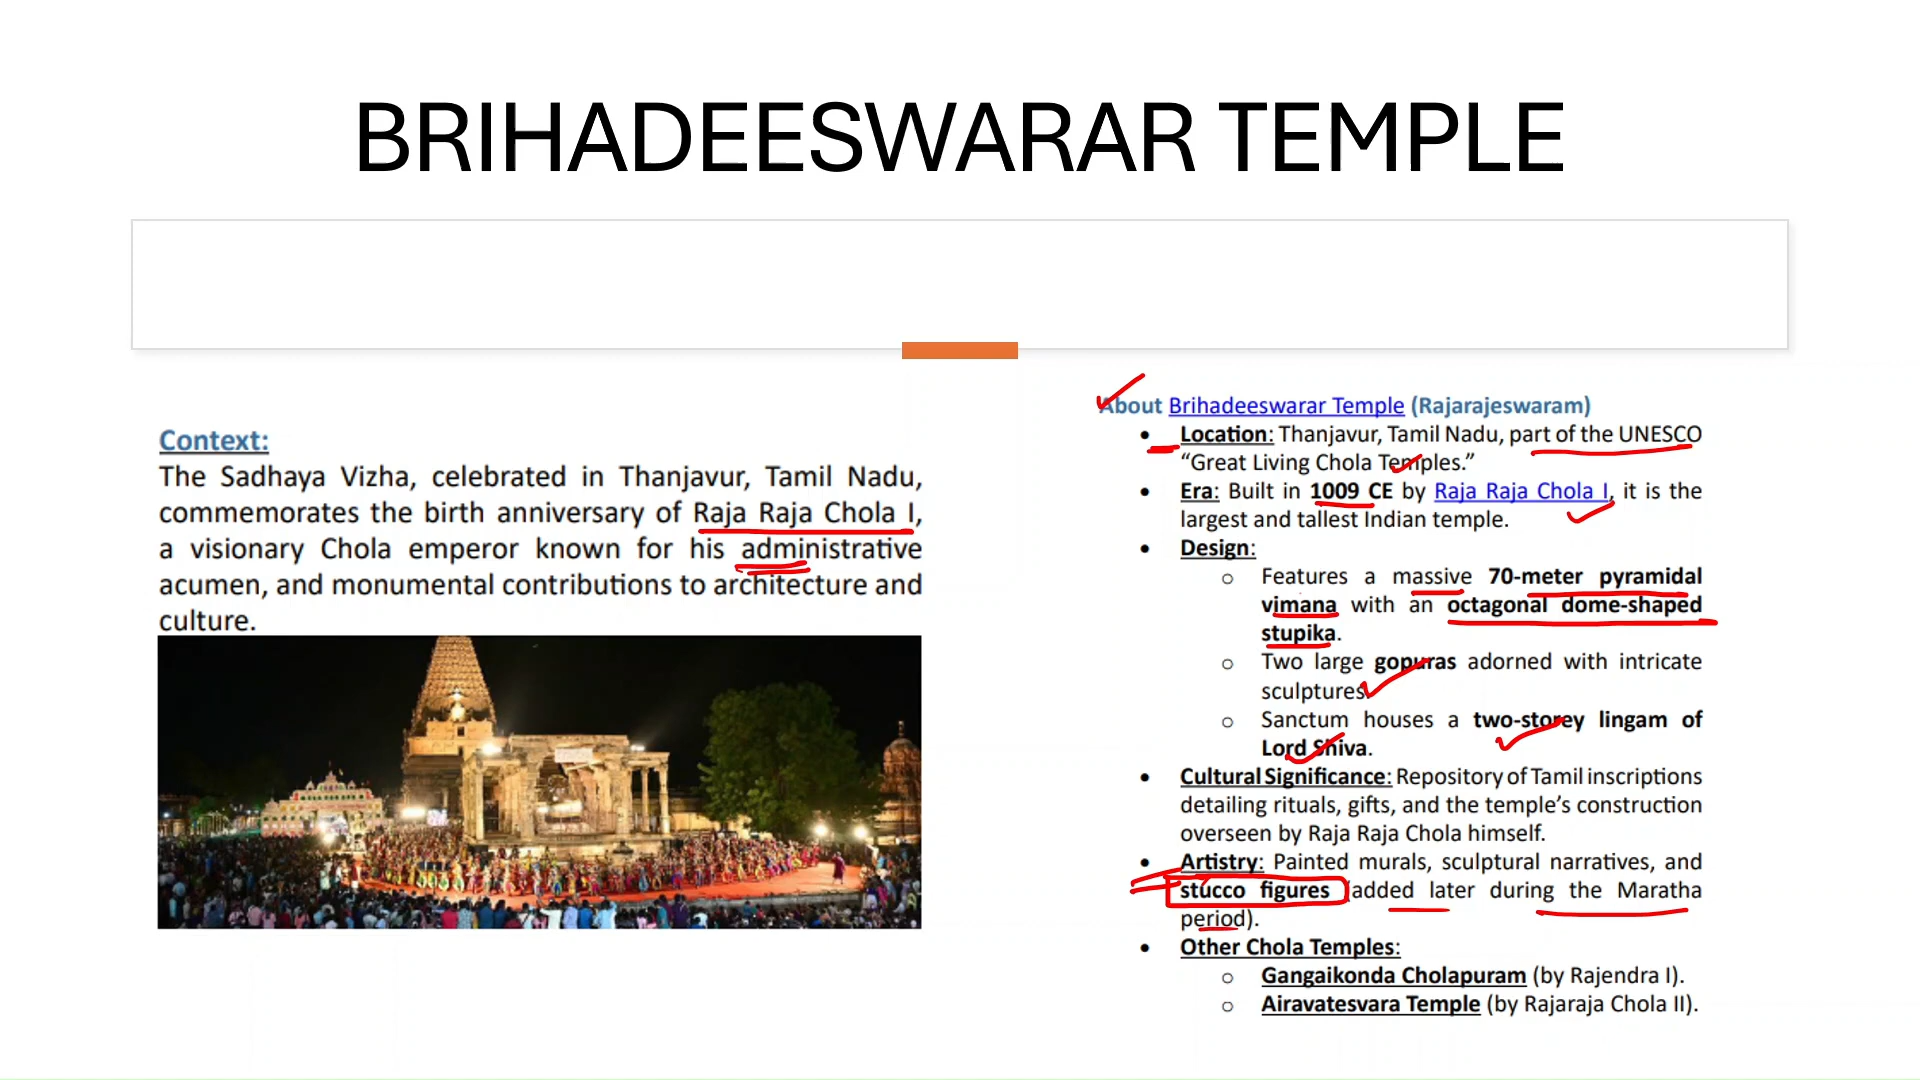 BRIHADEESWARAR TEMPLE
Context:
The Sadhaya Vizha, celebrated in Thanjavur, Tamil Nadu,
commemorates the birth anniversary of Raja Raja Chola I,
a visionary Chola emperor known for his administrative
acumen, and monumental contributions to architecture and
culture.
About Brihadeeswarar Temple (Rajarajeswaram)
• Location: Thanjavur, Tamil Nadu, part of the UNESCO
“Great Living Chola Temples.”
• Era: Built in 1009 CE by Raja Raja Chola I, it is the
largest and tallest Indian temple.
• Design:
o Features a massive 70-meter pyramidal
vimana with an octagonal dome-shaped
stupika.
o Two large gopuras adorned with intricate
sculptures.
o Sanctum houses a two-storey lingam of
Lord Shiva.
• Cultural Significance: Repository of Tamil inscriptions
detailing rituals, gifts, and the temple’s construction
overseen by Raja Raja Chola himself.
• Artistry: Painted murals, sculptural narratives, and
stucco figures (added later during the Maratha
period).
• Other Chola Temples:
o Gangaikonda Cholapuram (by Rajendra I).
o Airavatesvara Temple (by Rajaraja Chola II).